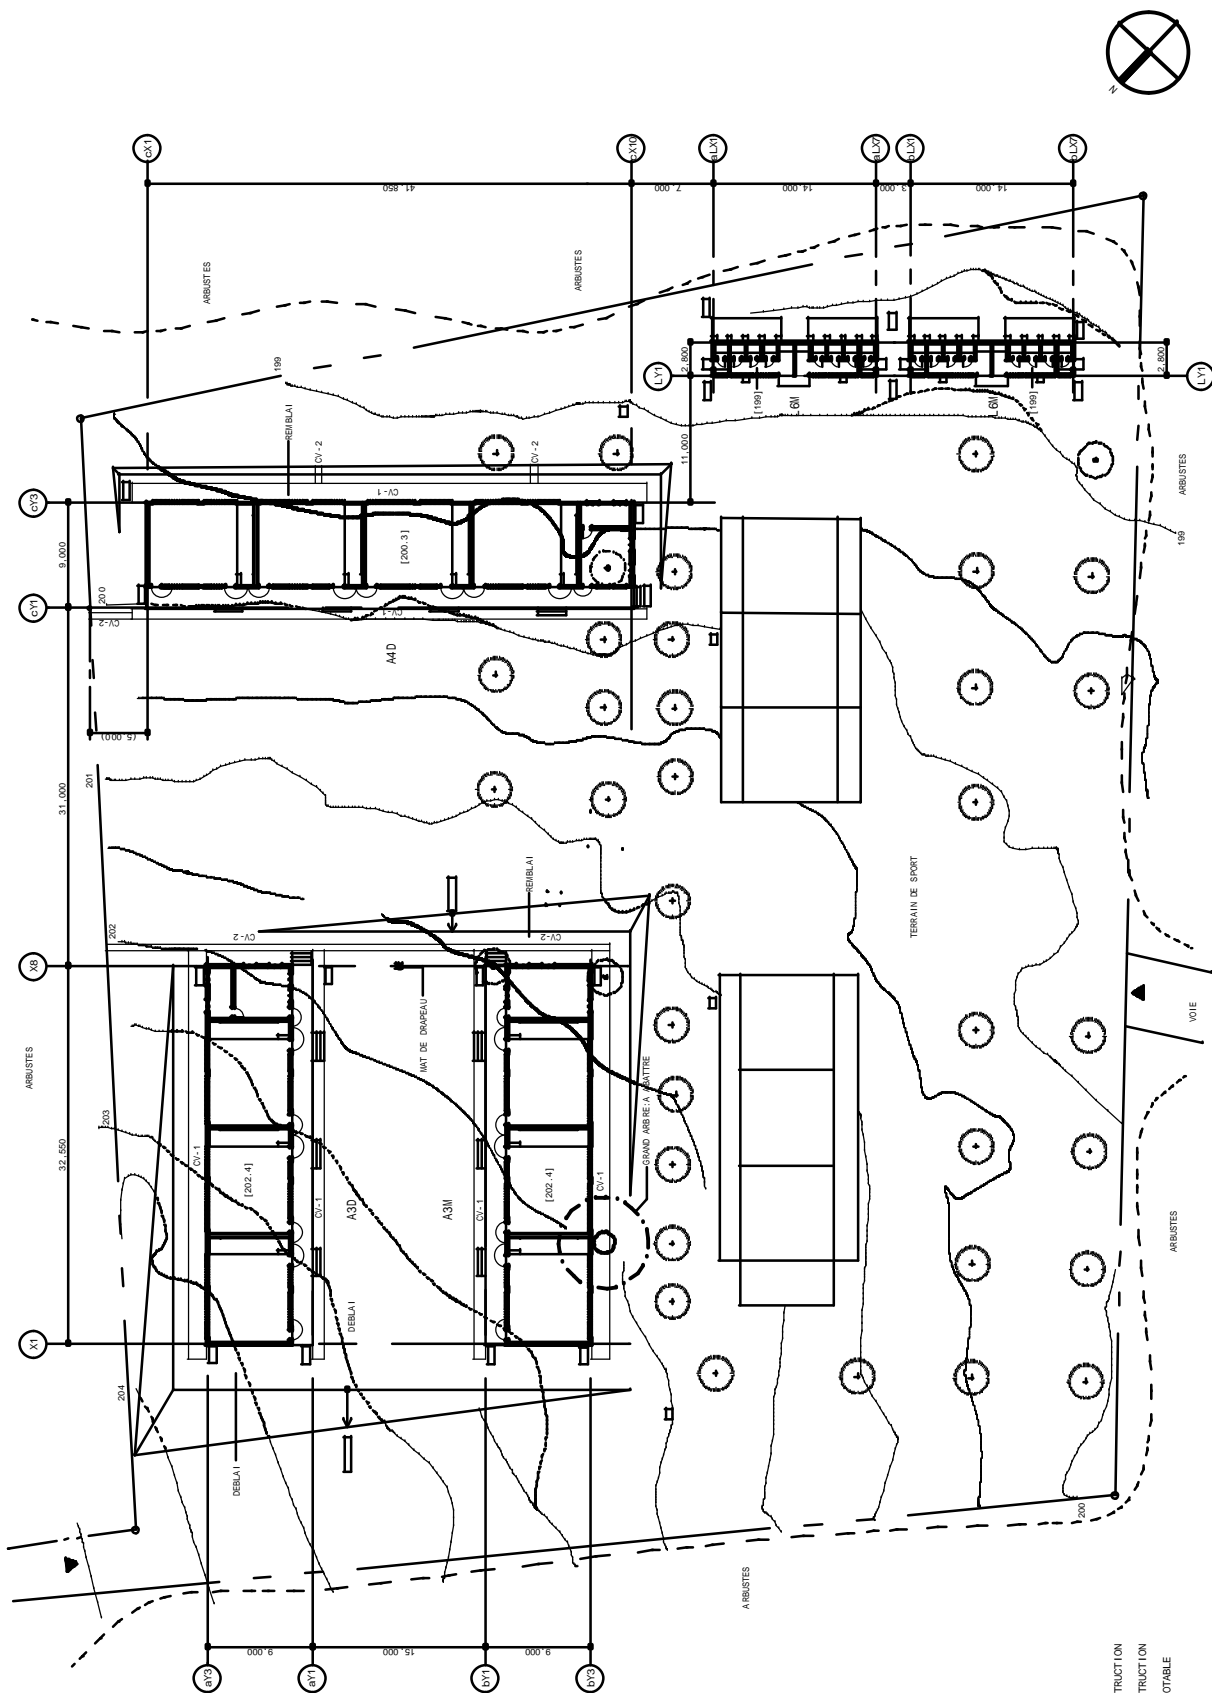 N
cX1
cX10
aLX1
aLX7
bLX1
bLX7
41.850
7.000
14.000
3.000
14.000
ARBUSTES
ARBUSTES
199
REMBLAI
CV-2
CV-2
CV-1
LY1
2.800
2.800
LY1
[199]
L6M
L6M
[199]
11,000
ARBUSTES
199
cY3
9,000
cY1
[200.3]
200
CV-2
CV-1
A4D
(5.000)
201
31,000
TERRAIN DE SPORT
REMBLAI
202
CV-2
CV-2
X8
MAT DE DRAPEAU
VOIE
ARBUSTES
203
GRAND ARBRE:A ABATTRE
32,550
CV-1
[202.4]
CV-1
A3D
A3M
CV-1
[202.4]
CV-1
ARBUSTES
DEBLAI
X1
204
DEBLAI
200
ARBUSTES
9.000
15.000
9.000
aY3
aY1
bY1
bY3
TRUCTION
TRUCTION
OTABLE